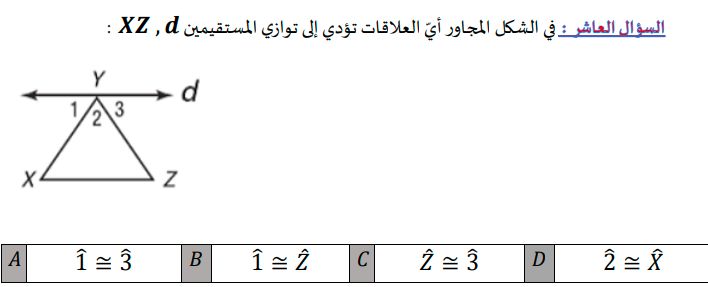 السؤال العاشر : في الشكل المجاور أيّ العلاقات تؤدي إلى توازي المستقيمين XZ , d :
Y
d
1 2 3
X Z
A 1̂ ≅ 3̂ B 1̂ ≅ Ẑ C Ẑ ≅ 3̂ D 2̂ ≅ X̂